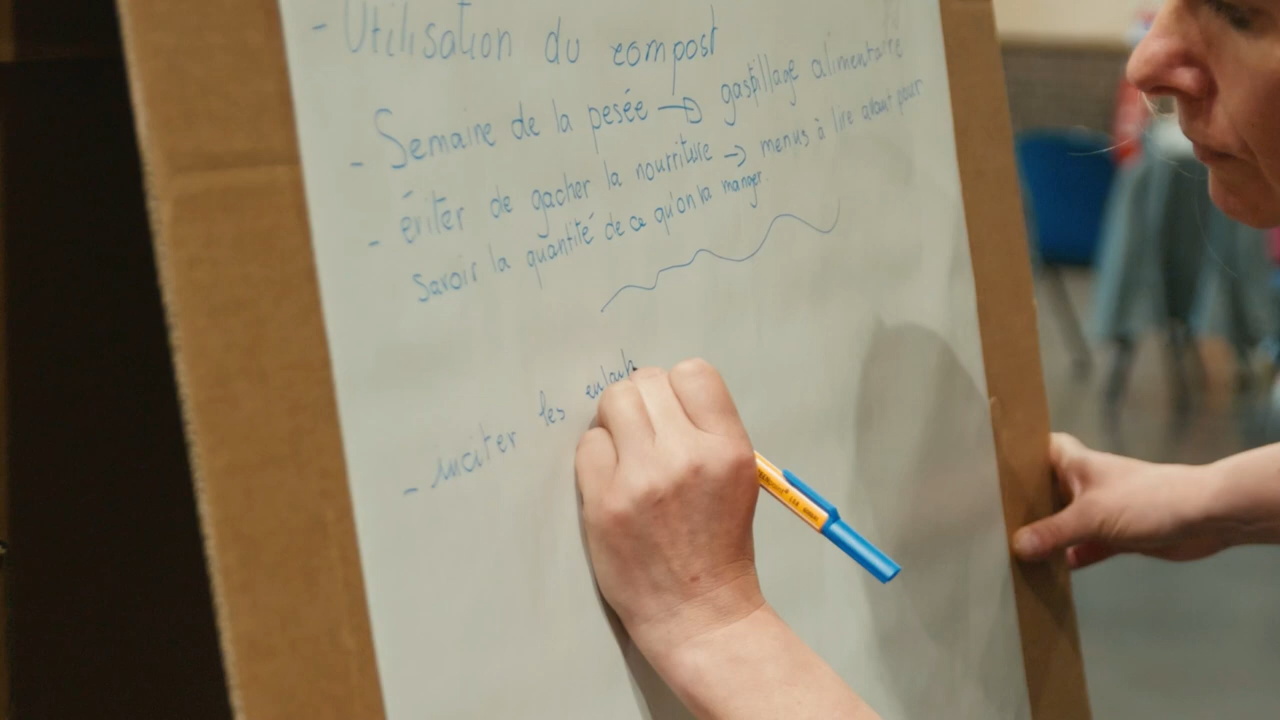 - Utilisation du compost
- Semaine de la pesée → gaspillage alimentaire
- éviter de gacher la nourriture → menus à lire avant pour
savoir la quantité de ce qu'on va manger.
- inciter les enfants